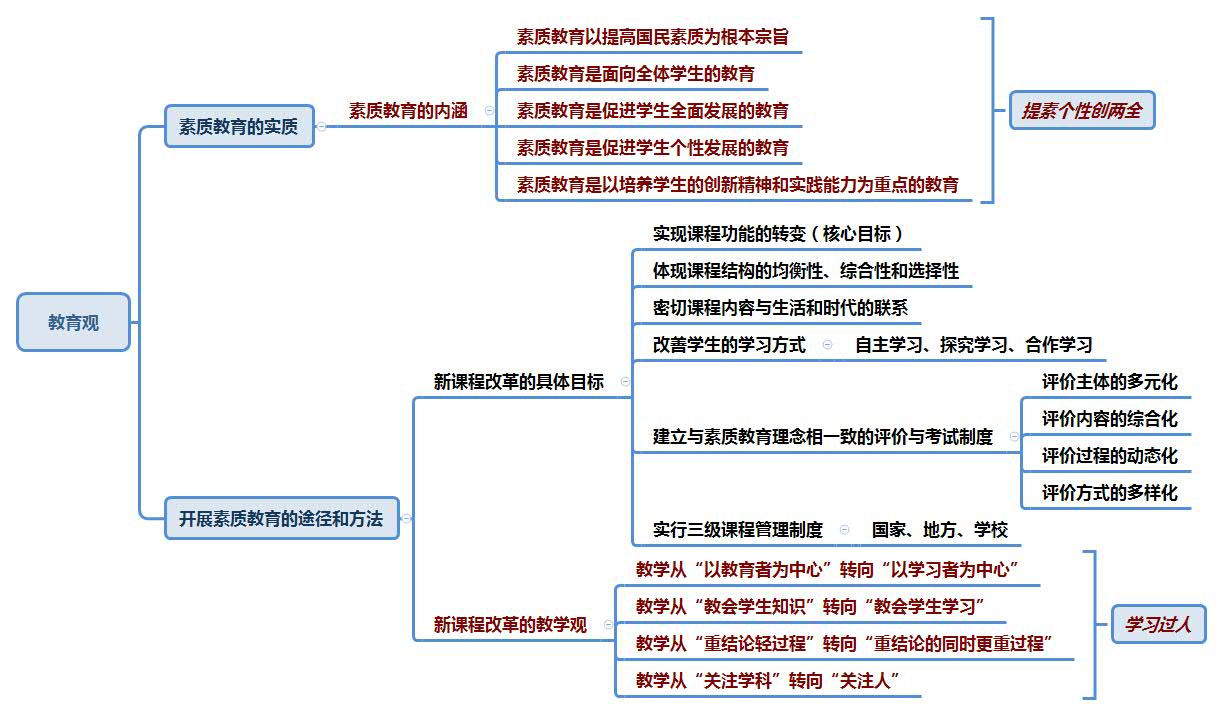 教育观
素质教育的实质
素质教育的内涵
素质教育以提高国民素质为根本宗旨
素质教育是面向全体学生的教育
素质教育是促进学生全面发展的教育
素质教育是促进学生个性发展的教育
素质教育是以培养学生的创新精神和实践能力为重点的教育
提素个性创两全
开展素质教育的途径和方法
新课程改革的具体目标
实现课程功能的转变（核心目标）
体现课程结构的均衡性、综合性和选择性
密切课程内容与生活和时代的联系
改善学生的学习方式
自主学习、探究学习、合作学习
建立与素质教育理念相一致的评价与考试制度
评价主体的多元化
评价内容的综合化
评价过程的动态化
评价方式的多样化
实行三级课程管理制度
国家、地方、学校
新课程改革的教学观
教学从“以教育者为中心”转向“以学习者为中心”
教学从“教会学生知识”转向“教会学生学习”
教学从“重结论轻过程”转向“重结论的同时更重过程”
教学从“关注学科”转向“关注人”
学习过人